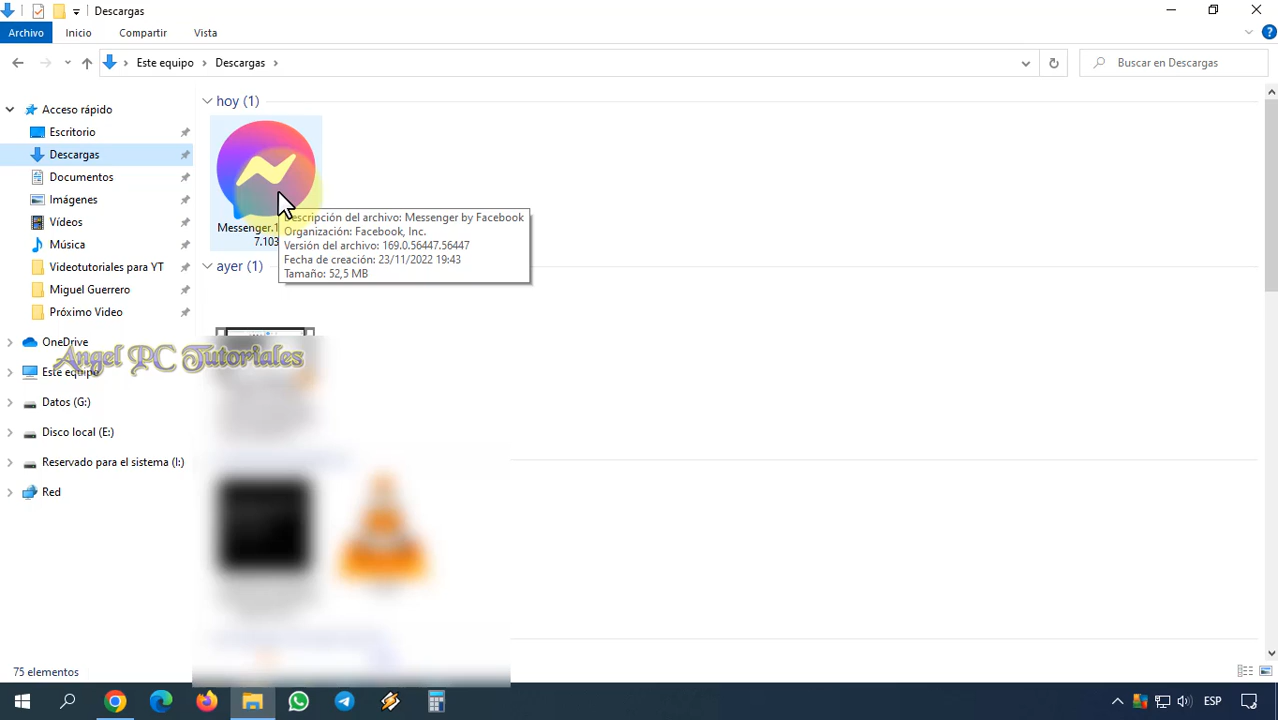 Descargas
Archivo
Inicio
Compartir
Vista
Este equipo
Descargas
Buscar en Descargas
Acceso rápido
Escritorio
Descargas
Documentos
Imágenes
Vídeos
Música
Videotutoriales para YT
Miguel Guerrero
Próximo Video
OneDrive
Este equipo
Datos (G:)
Disco local (E:)
Reservado para el sistema (I:)
Red
hoy (1)
Messenger.1
7.103
Descripción del archivo: Messenger by Facebook
Organización: Facebook, Inc.
Versión del archivo: 169.0.56447.56447
Fecha de creación: 23/11/2022 19:43
Tamaño: 52,5 MB
ayer (1)
Angel PC Tutoriales
75 elementos
ESP